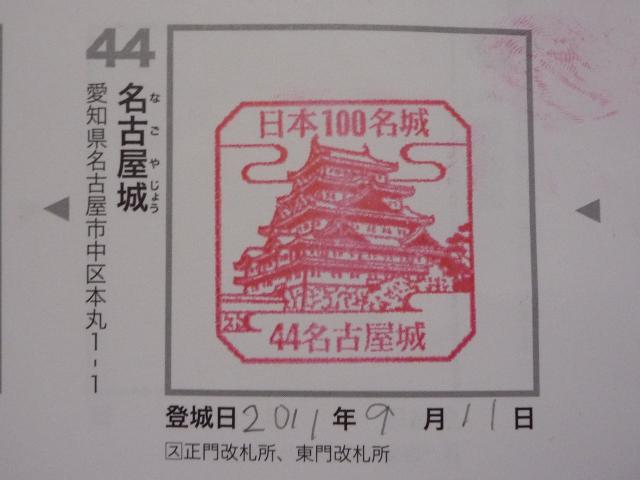 44
名古屋城
なごやじょう
愛知県名古屋市中区本丸1-1
日本100名城
44名古屋城
登城日2011年9月11日
ス正門改札所、東門改札所